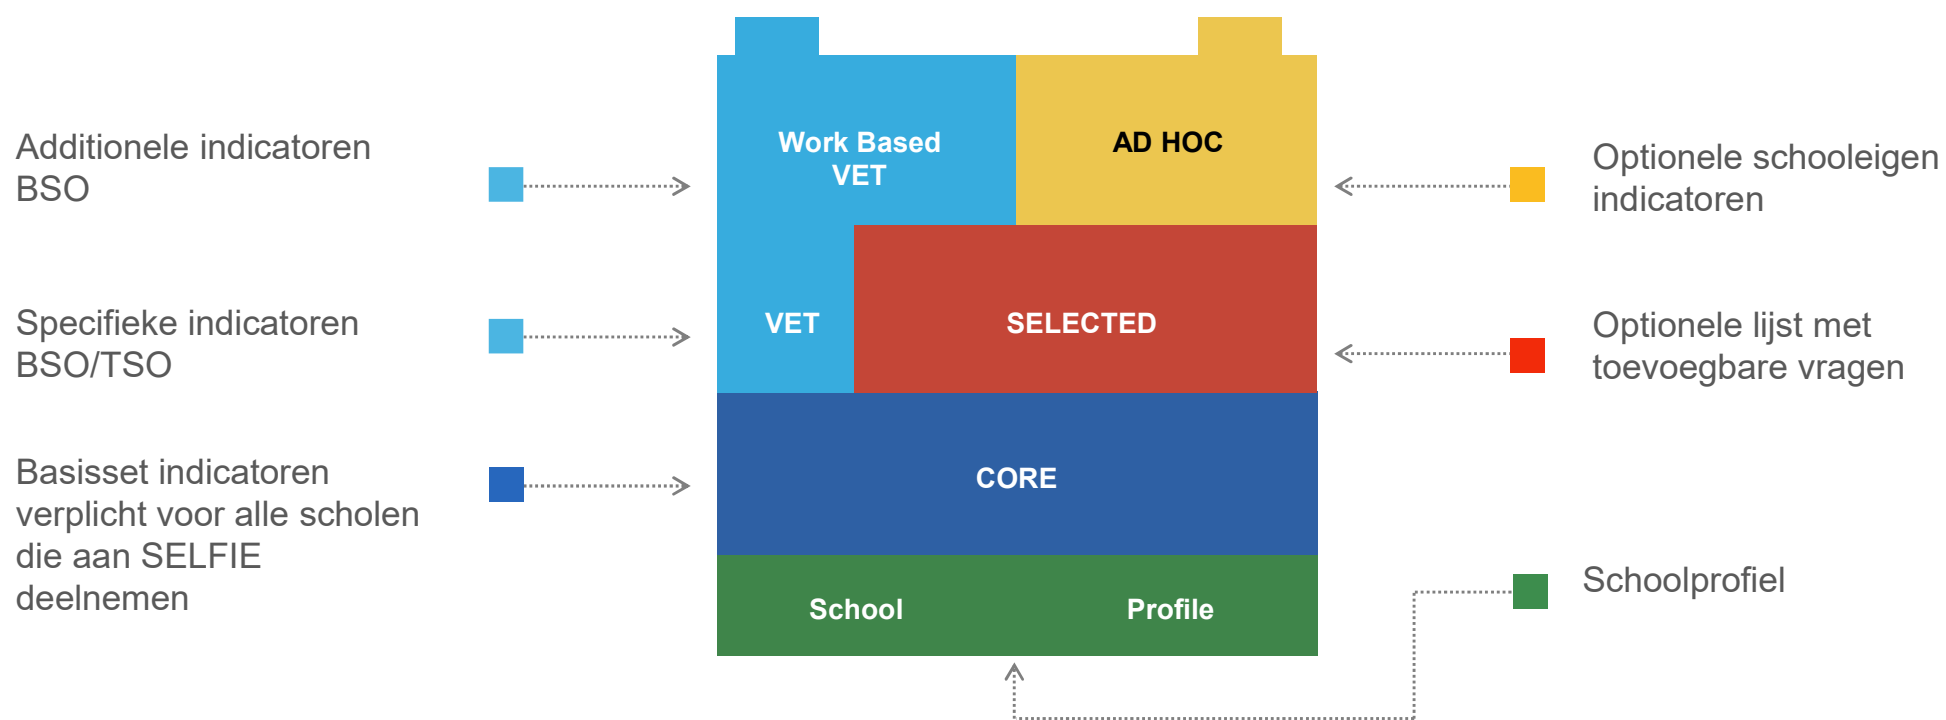 Additionele indicatoren
BSO
Specifieke indicatoren
BSO/TSO
Basisset indicatoren
verplicht voor alle scholen
die aan SELFIE
deelnemen
Work Based
VET
AD HOC
VET
SELECTED
CORE
School Profile
Optionele schooleigen
indicatoren
Optionele lijst met
toevoegbare vragen
Schoolprofiel